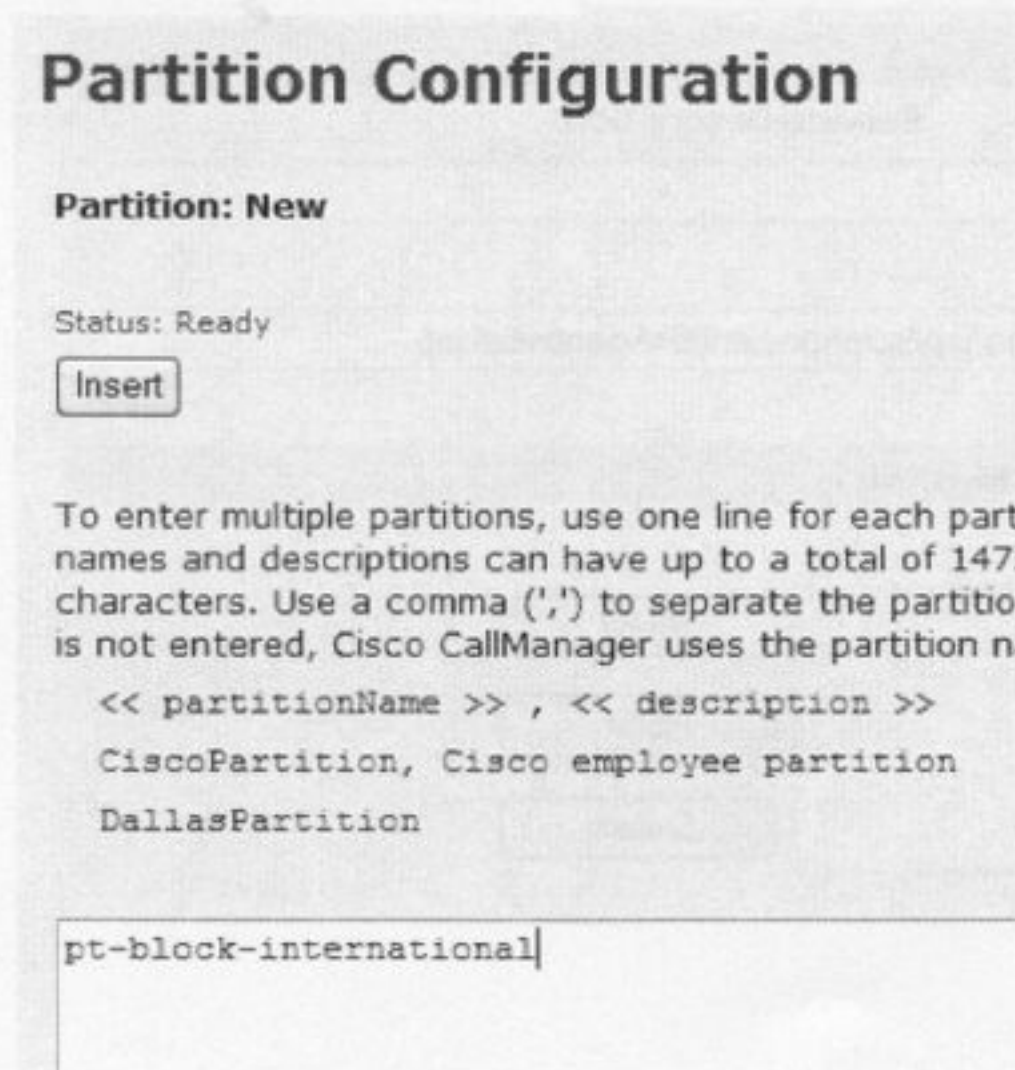 Partition Configuration
Partition: New
Status: Ready
Insert
To enter multiple partitions, use one line for each part
names and descriptions can have up to a total of 147
characters. Use a comma (',') to separate the partitio
is not entered, Cisco CallManager uses the partition n
<< partitionName >> , << description >>
CiscoPartition, Cisco employee partition
DallasPartition
pt-block-international